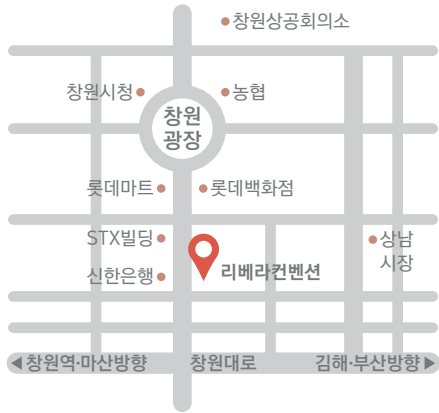 창원상공회의소
창원시청
농협
창원
광장
롯데마트
롯데백화점
STX빌딩
상남
시장
신한은행
리베라컨벤션
◀창원역·마산방향
창원대로
김해·부산방향▶